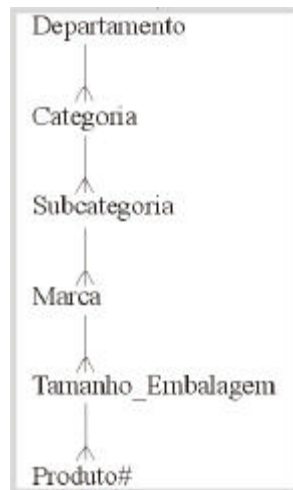 Departamento
Categoria
Subcategoria
Marca
Tamanho_Embalagem
Produto#